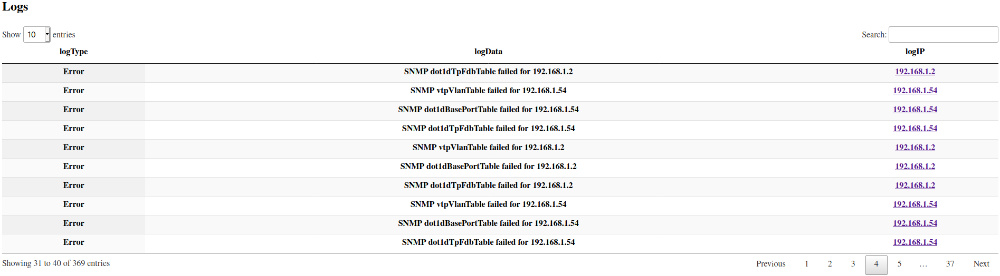 Logs
Show 10 entries Search:
logType logData logIP
Error SNMP dot1dTpFdbTable failed for 192.168.1.2 192.168.1.2
Error SNMP vtpVlanTable failed for 192.168.1.54 192.168.1.54
Error SNMP dot1dBasePortTable failed for 192.168.1.54 192.168.1.54
Error SNMP dot1dTpFdbTable failed for 192.168.1.54 192.168.1.54
Error SNMP vtpVlanTable failed for 192.168.1.2 192.168.1.2
Error SNMP dot1dBasePortTable failed for 192.168.1.2 192.168.1.2
Error SNMP dot1dTpFdbTable failed for 192.168.1.2 192.168.1.2
Error SNMP vtpVlanTable failed for 192.168.1.54 192.168.1.54
Error SNMP dot1dBasePortTable failed for 192.168.1.54 192.168.1.54
Error SNMP dot1dTpFdbTable failed for 192.168.1.54 192.168.1.54
Showing 31 to 40 of 369 entries Previous 1 2 3 4 5 … 37 Next